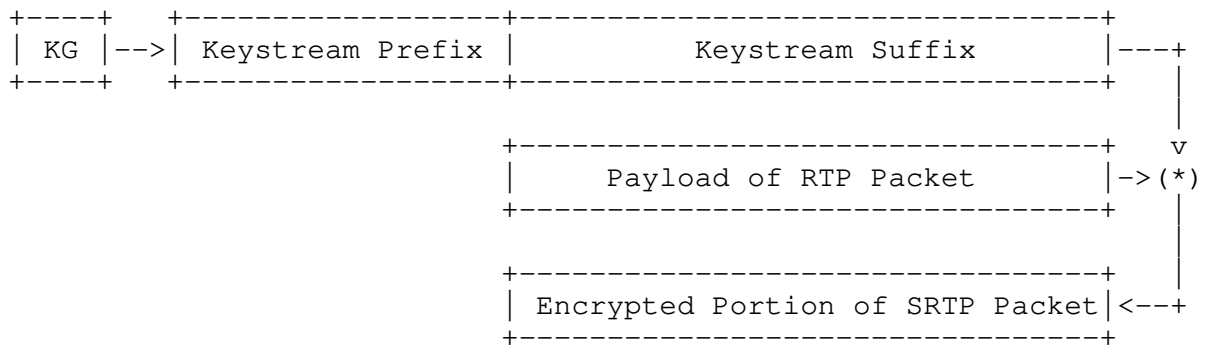 +----+   +------------------+---------------------------------+
| KG |-->| Keystream Prefix |          Keystream Suffix       |---+
+----+   +------------------+---------------------------------+   |
                                                                  |
                            +---------------------------------+   v
                            |     Payload of RTP Packet       |->(*)
                            +---------------------------------+   |
                                                                  |
                            +---------------------------------+   |
                            | Encrypted Portion of SRTP Packet|<--+
                            +---------------------------------+